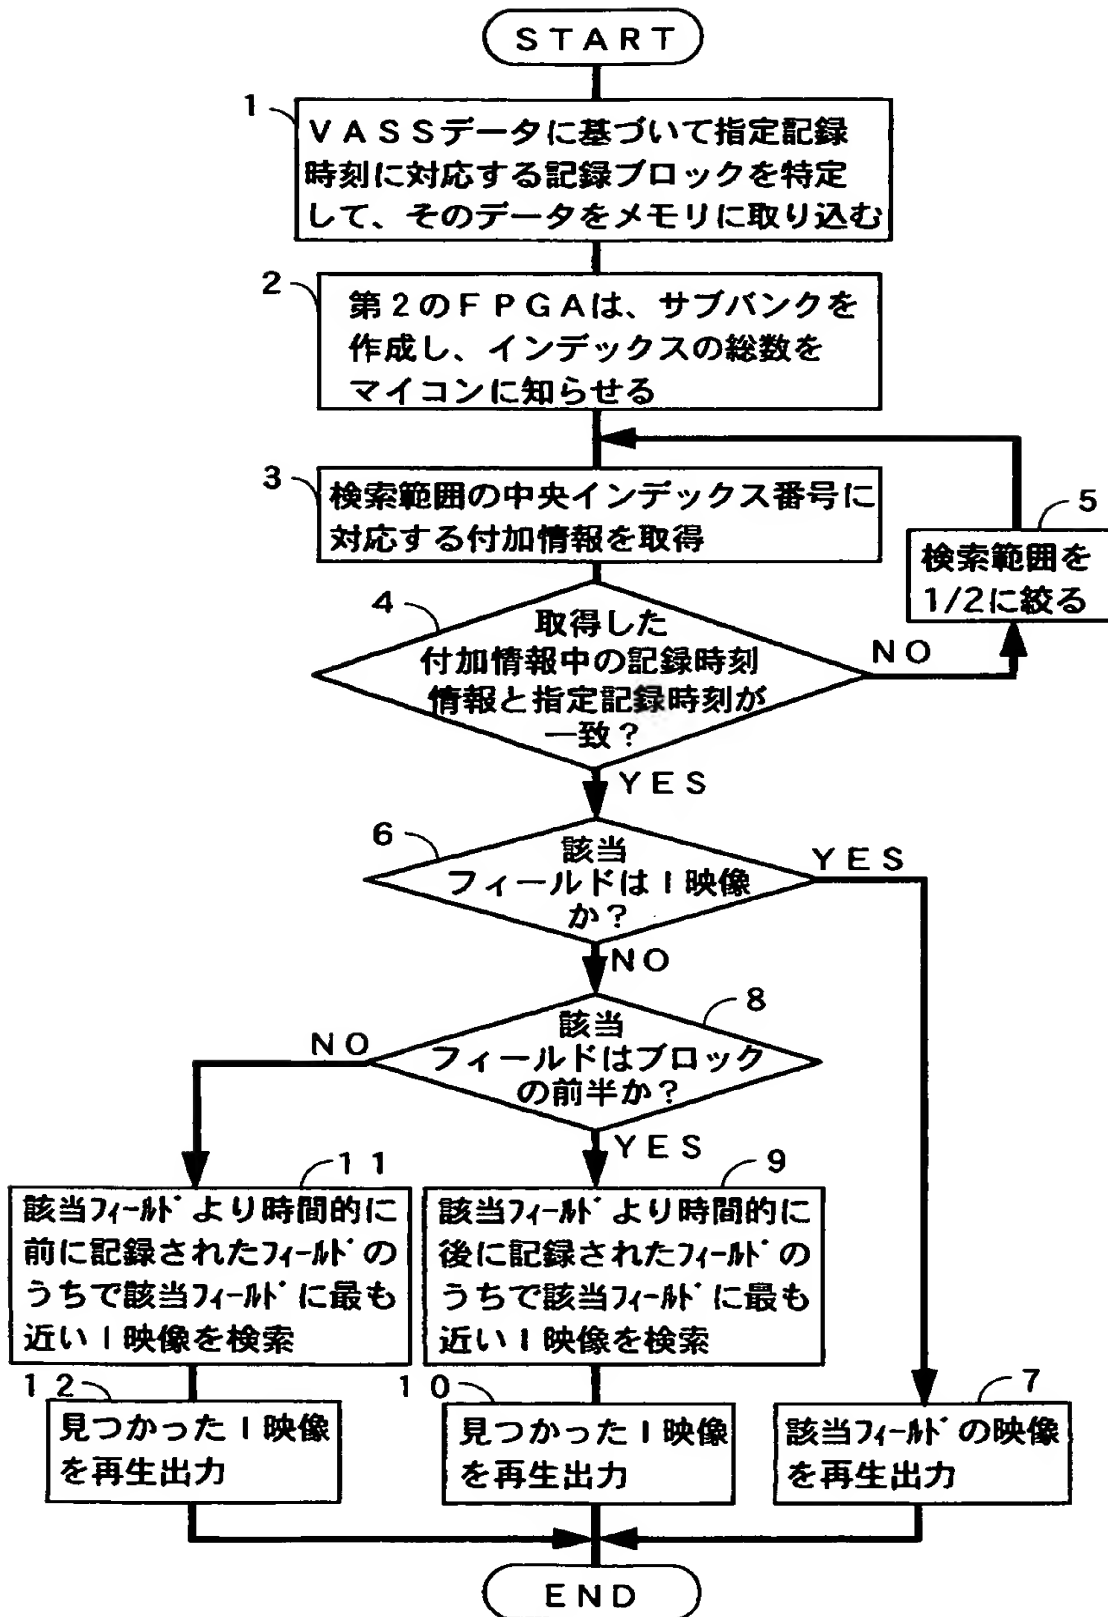 START
1
VASSデータに基づいて指定記録
時刻に対応する記録ブロックを特定
して、そのデータをメモリに取り込む
2
第2のFPGAは、サブバンクを
作成し、インデックスの総数を
マイコンに知らせる
3
検索範囲の中央インデックス番号に
対応する付加情報を取得
5
検索範囲を
1/2に絞る
4
取得した
付加情報中の記録時刻
情報と指定記録時刻が
一致?
NO
YES
6
該当
フィールドはI映像
か?
YES
NO
8
該当
フィールドはブロック
の前半か?
NO
YES
11
該当フィールドより時間的に
前に記録されたフィールドの
うちで該当フィールドに最も
近いI映像を検索
9
該当フィールドより時間的に
後に記録されたフィールドの
うちで該当フィールドに最も
近いI映像を検索
12
見つかったI映像
を再生出力
10
見つかったI映像
を再生出力
7
該当フィールドの映像
を再生出力
END